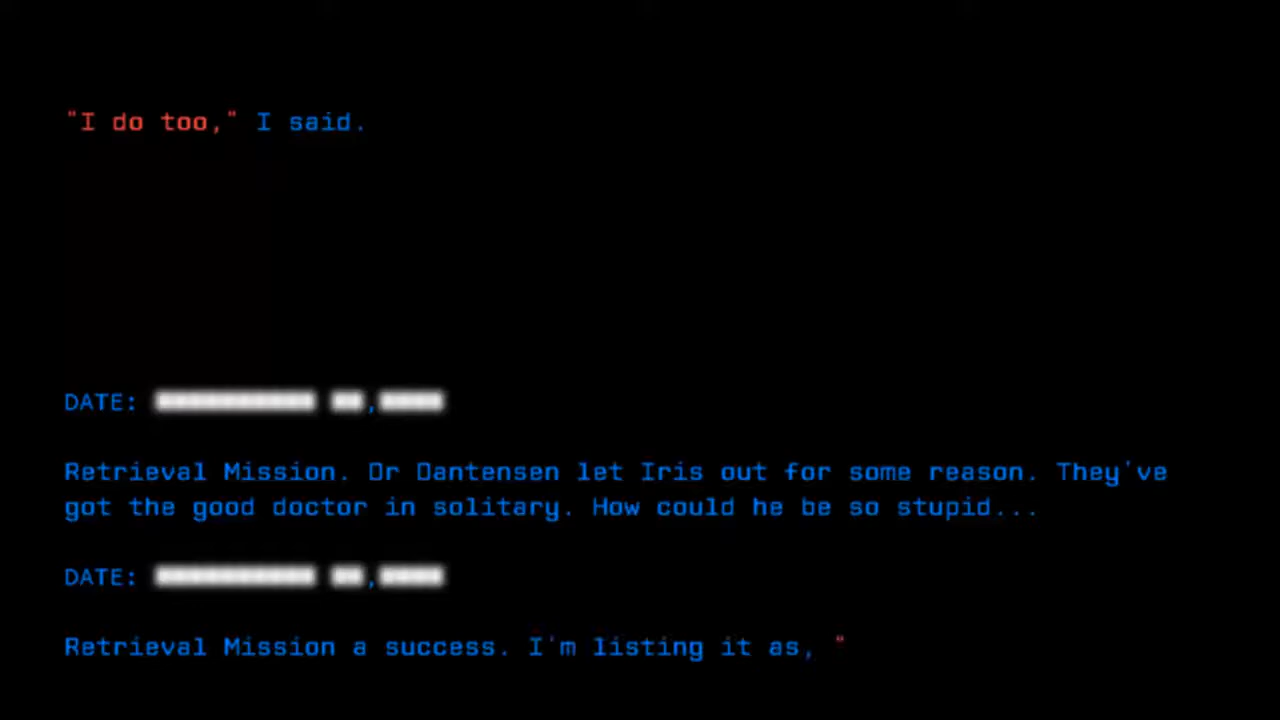 "I do too," I said.
DATE: ██████████ ██,████
Retrieval Mission. Dr Dantensen let Iris out for some reason. They've
got the good doctor in solitary. How could he be so stupid...
DATE: ██████████ ██,████
Retrieval Mission a success. I'm listing it as, "